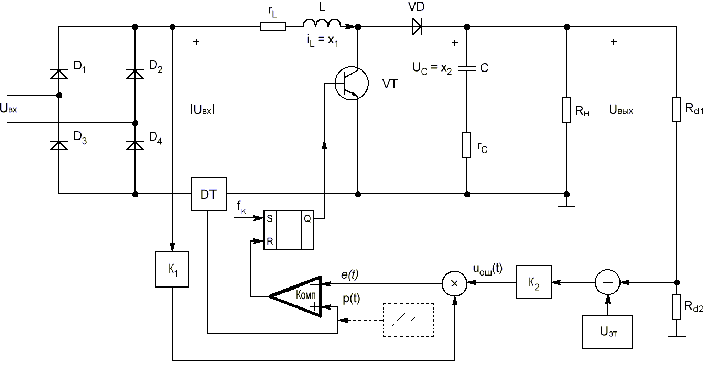 r_L
L
VD
i_L = x_1
+
+
+
D_1
D_2
U_C = x_2
C
VT
U_вх
|U_вх|
R_н
U_вых
R_d1
D_3
D_4
r_C
DT
f_к
S
Q
R
K_1
Комп
e(t)
p(t)
+
×
u_ош(t)
K_2
−
R_d2
U_эт